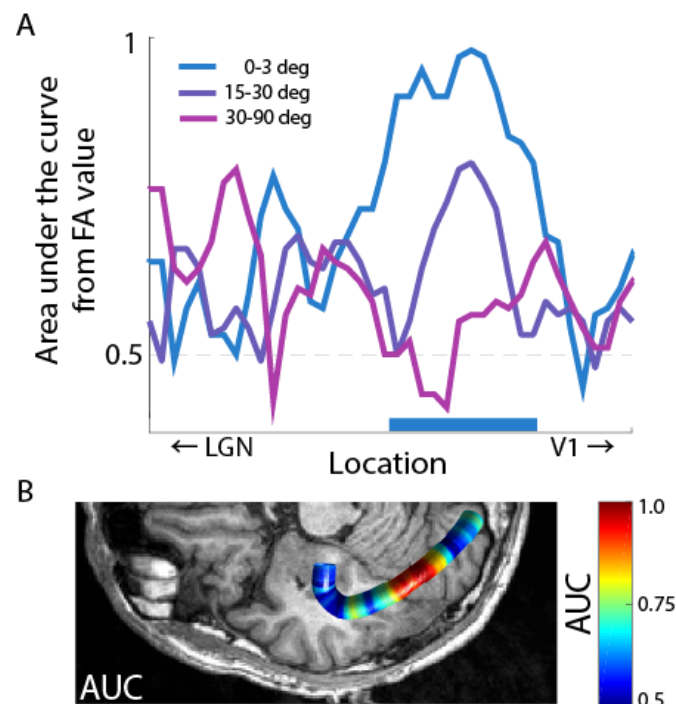 A
1
0-3 deg
15-30 deg
30-90 deg
Area under the curve
from FA value
0.5
← LGN
V1 →
Location
B
1.0
0.75
0.5
AUC
AUC